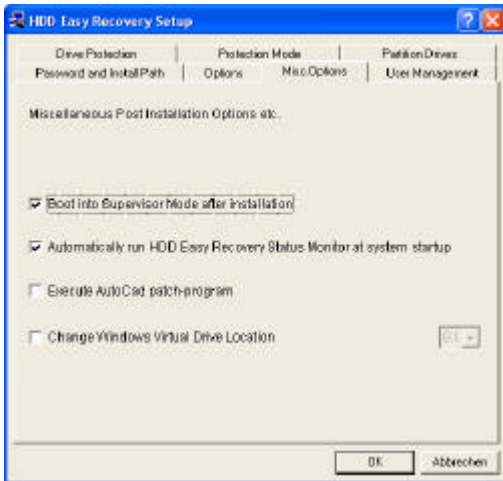 HDD Easy Recovery Setup
Drive Protection Protection Mode Partition Drives
Password and Install Path Options Misc Options User Management
Miscellaneous Post Installation Options etc.
Boot into Supervisor Mode after installation
Automatically run HDD Easy Recovery Status Monitor at system startup
Execute AutoCad patch-program
Change Windows Virtual Drive Location
OK Abbrechen